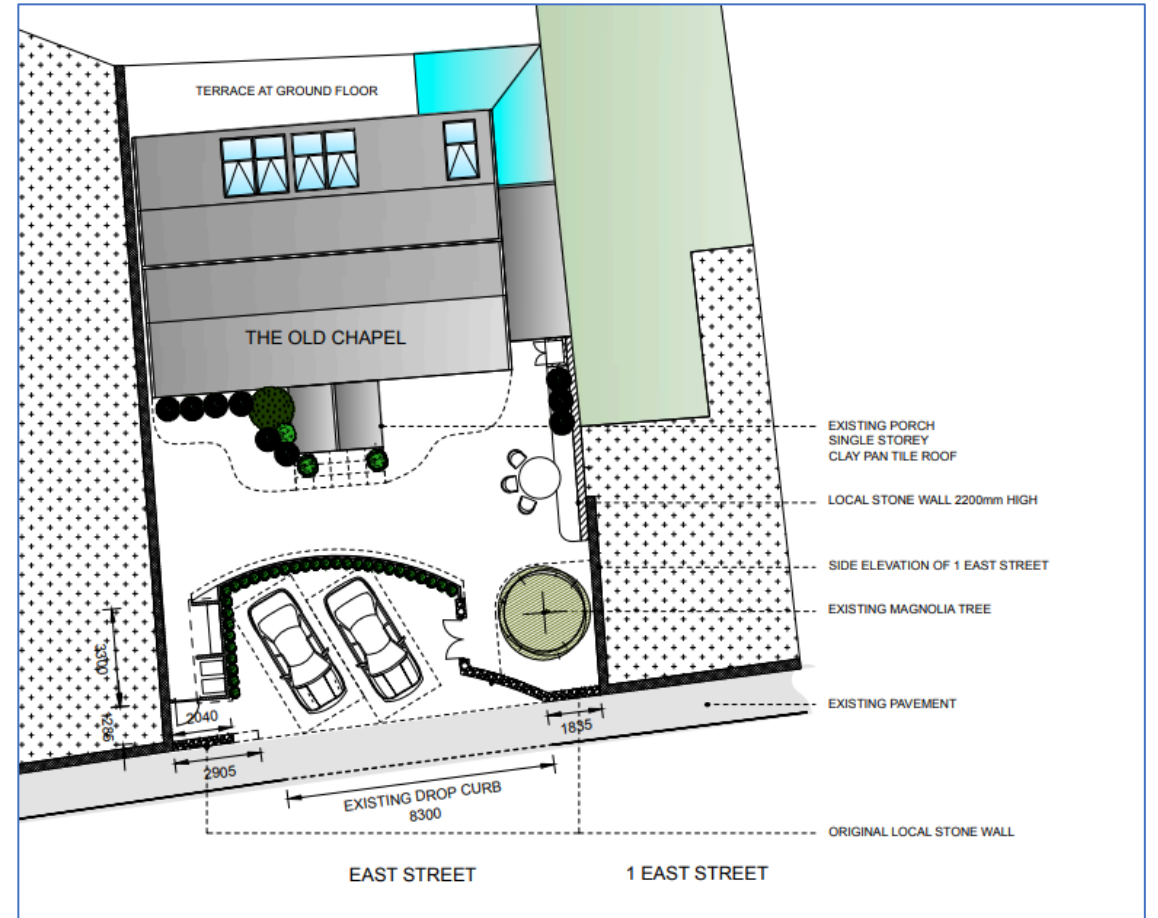 TERRACE AT GROUND FLOOR
THE OLD CHAPEL
EXISTING PORCH
SINGLE STOREY
CLAY PAN TILE ROOF
LOCAL STONE WALL 2200mm HIGH
SIDE ELEVATION OF 1 EAST STREET
EXISTING MAGNOLIA TREE
3300
EXISTING PAVEMENT
1285
2040
1835
2905
EXISTING DROP CURB
8300
ORIGINAL LOCAL STONE WALL
EAST STREET
1 EAST STREET